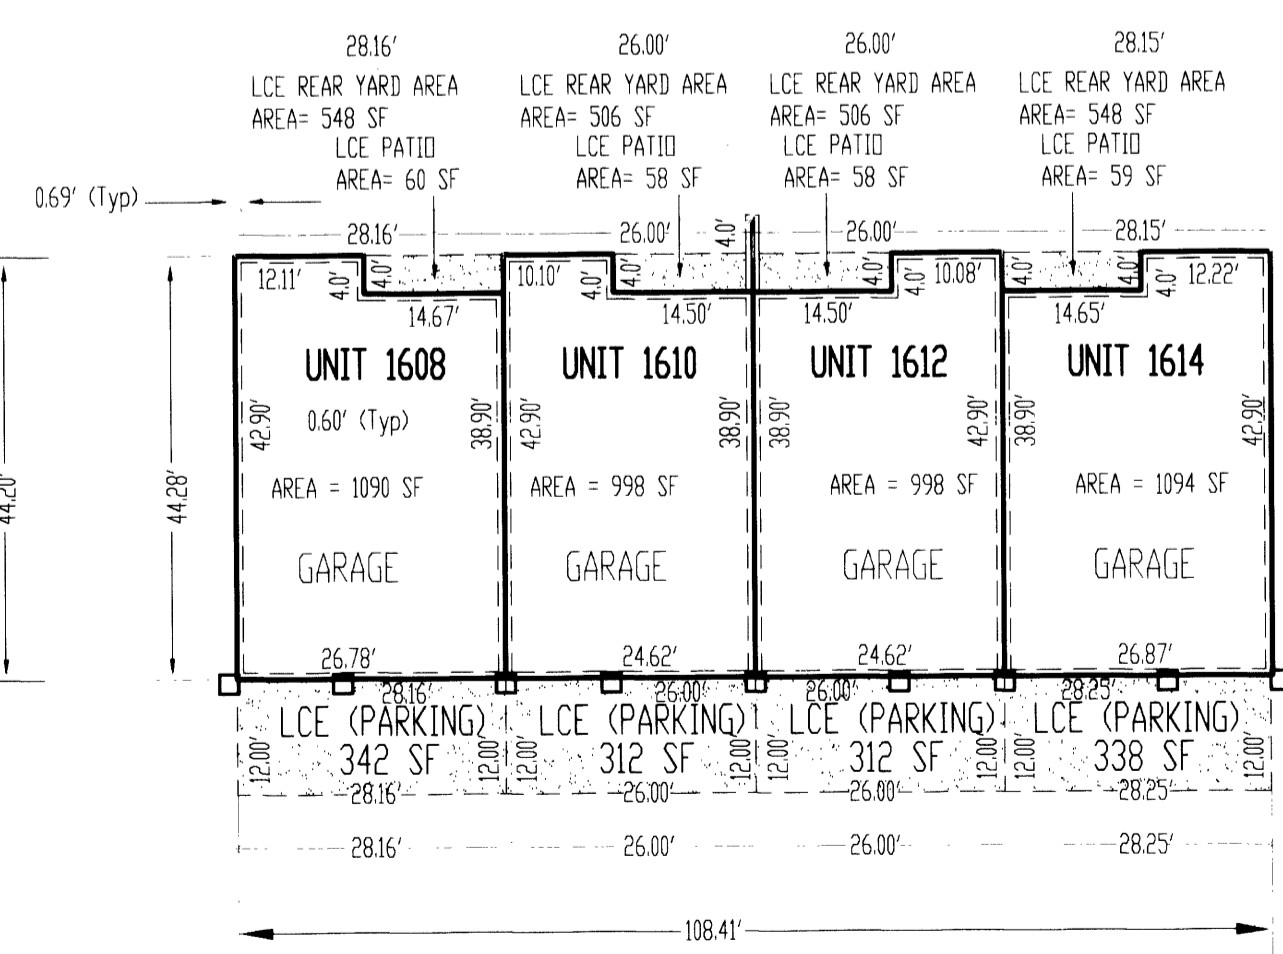 28.16' 26.00' 26.00' 28.15'
LCE REAR YARD AREA LCE REAR YARD AREA LCE REAR YARD AREA LCE REAR YARD AREA
AREA= 548 SF AREA= 506 SF AREA= 506 SF AREA= 548 SF
LCE PATIO LCE PATIO LCE PATIO LCE PATIO
AREA= 60 SF AREA= 58 SF AREA= 58 SF AREA= 59 SF
0.69' (Typ)
28.16' 26.00' 4.0' 26.00' 28.15'
12.11' 4.0' 4.0' 10.10' 4.0' 4.0' 4.0' 4.0' 10.08' 4.0' 4.0' 4.0' 12.22'
14.67' 14.50' 14.50' 14.65'
UNIT 1608 UNIT 1610 UNIT 1612 UNIT 1614
42.90' 0.60' (Typ) 38.90' 42.90' 38.90' 38.90' 42.90' 38.90' 42.90'
44.20' 44.28' AREA = 1090 SF AREA = 998 SF AREA = 998 SF AREA = 1094 SF
GARAGE GARAGE GARAGE GARAGE
26.78' 24.62' 24.62' 26.87'
28.16' 26.00' 26.00' 28.25'
LCE (PARKING) LCE (PARKING) LCE (PARKING) LCE (PARKING)
12.00' 342 SF 12.00' 12.00' 312 SF 12.00' 12.00' 312 SF 12.00' 12.00' 338 SF 12.00'
28.16' 26.00' 26.00' 28.25'
28.16' 26.00' 26.00' 28.25'
108.41'